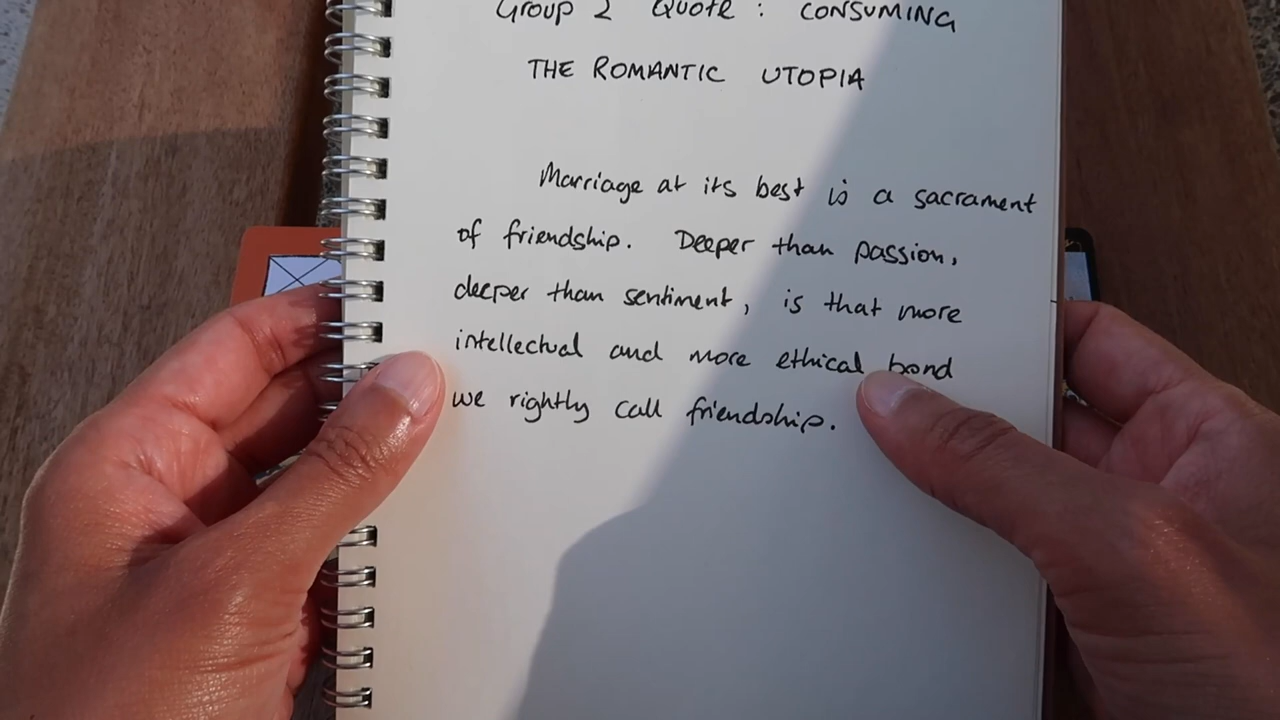 Group 2 Quote : CONSUMING
THE ROMANTIC UTOPIA
Marriage at its best is a sacrament
of friendship. Deeper than passion,
deeper than sentiment, is that more
intellectual and more ethical bond
we rightly call friendship.